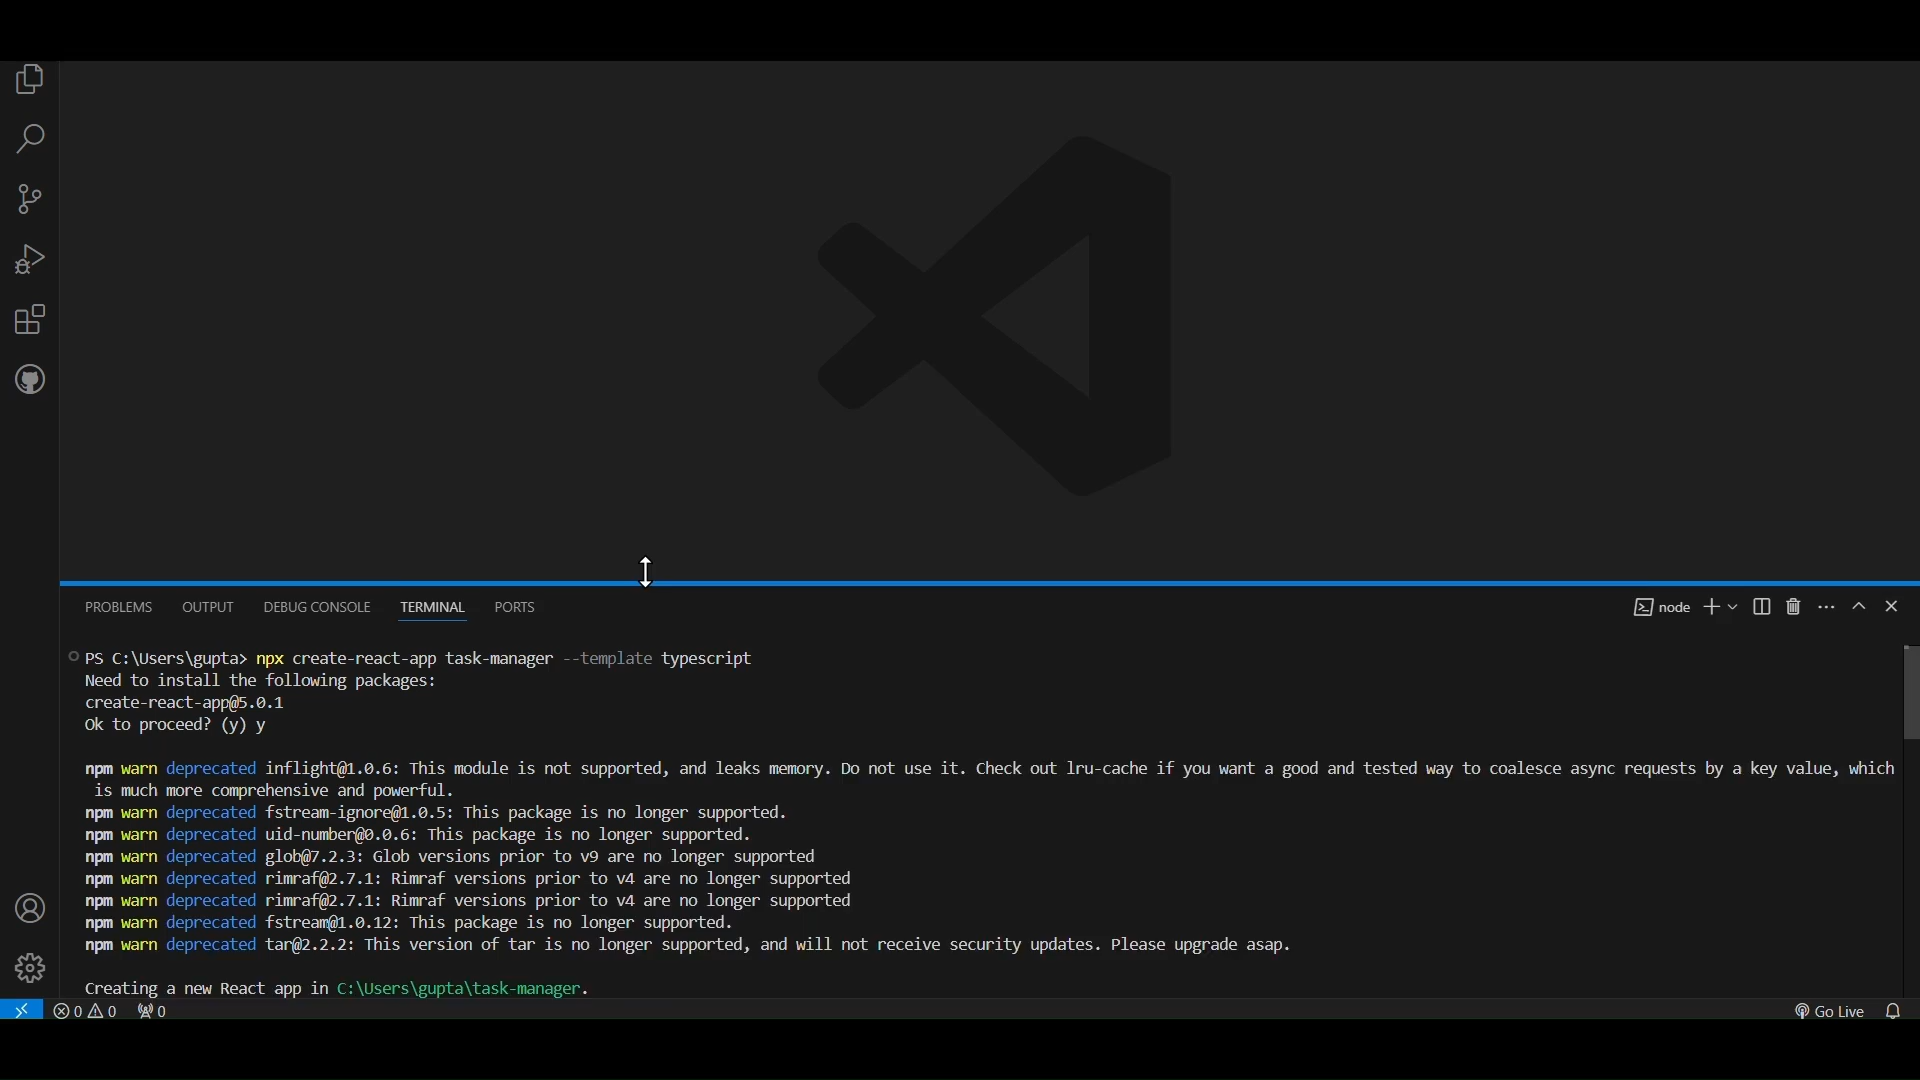 PROBLEMS OUTPUT DEBUG CONSOLE TERMINAL PORTS node
PS C:\Users\gupta> npx create-react-app task-manager --template typescript
Need to install the following packages:
create-react-app@5.0.1
Ok to proceed? (y) y
npm warn deprecated inflight@1.0.6: This module is not supported, and leaks memory. Do not use it. Check out lru-cache if you want a good and tested way to coalesce async requests by a key value, which
is much more comprehensive and powerful.
npm warn deprecated fstream-ignore@1.0.5: This package is no longer supported.
npm warn deprecated uid-number@0.0.6: This package is no longer supported.
npm warn deprecated glob@7.2.3: Glob versions prior to v9 are no longer supported
npm warn deprecated rimraf@2.7.1: Rimraf versions prior to v4 are no longer supported
npm warn deprecated rimraf@2.7.1: Rimraf versions prior to v4 are no longer supported
npm warn deprecated fstream@1.0.12: This package is no longer supported.
npm warn deprecated tar@2.2.2: This version of tar is no longer supported, and will not receive security updates. Please upgrade asap.
Creating a new React app in C:\Users\gupta\task-manager.
0 0 0 Go Live